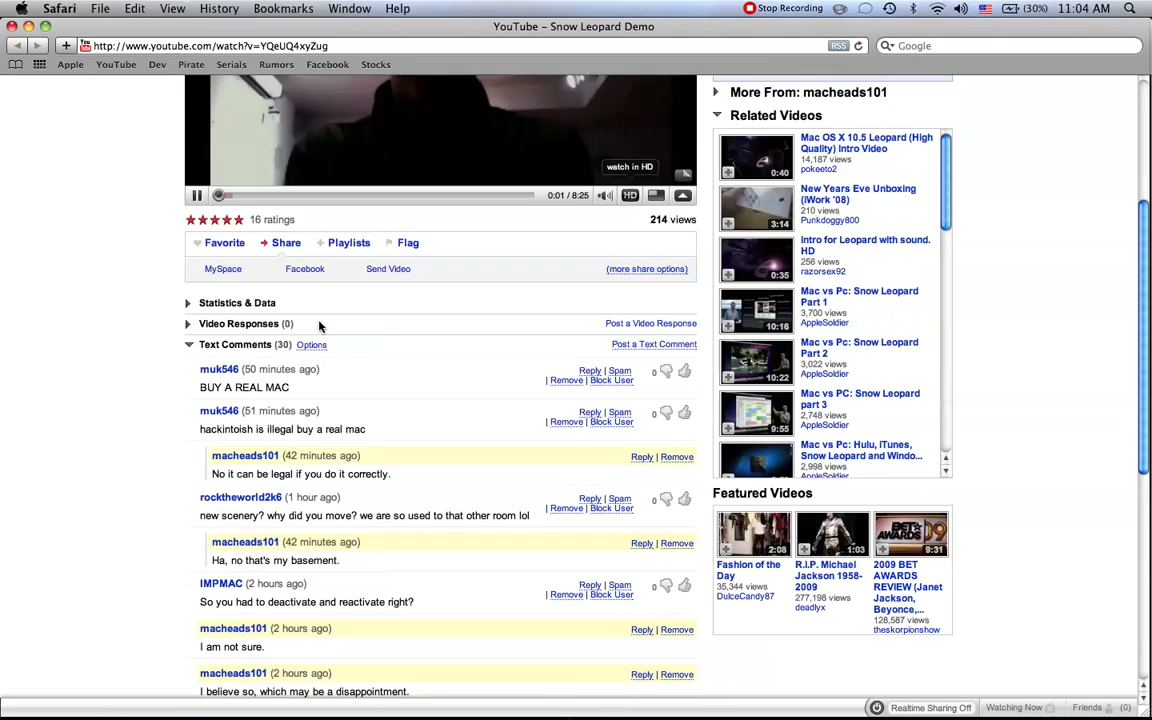 Safari File Edit View History Bookmarks Window Help Stop Recording (30%) 11:04 AM
YouTube – Snow Leopard Demo
http://www.youtube.com/watch?v=YQeUQ4xyZug RSS Google
Apple YouTube Dev Pirate Serials Rumors Facebook Stocks
watch in HD
0:01 / 8:25 HD
16 ratings 214 views
Favorite Share Playlists Flag
MySpace Facebook Send Video (more share options)
Statistics & Data
Video Responses (0) Post a Video Response
Text Comments (30) Options Post a Text Comment
muk546 (50 minutes ago) Reply | Spam 0
| Remove | Block User
BUY A REAL MAC
muk546 (51 minutes ago) Reply | Spam 0
| Remove | Block User
hackintoish is illegal buy a real mac
macheads101 (42 minutes ago) Reply | Remove
No it can be legal if you do it correctly.
rocktheworld2k6 (1 hour ago) Reply | Spam 0
| Remove | Block User
new scenery? why did you move? we are so used to that other room lol
macheads101 (42 minutes ago) Reply | Remove
Ha, no that's my basement.
IMPMAC (2 hours ago) Reply | Spam 0
| Remove | Block User
So you had to deactivate and reactivate right?
macheads101 (2 hours ago) Reply | Remove
I am not sure.
macheads101 (2 hours ago) Reply | Remove
I believe so, which may be a disappointment.
More From: macheads101
Related Videos
Mac OS X 10.5 Leopard (High
Quality) Intro Video
14,187 views
pokeeto2
0:40
New Years Eve Unboxing
(iWork '08)
210 views
Punkdoggy800
3:14
Intro for Leopard with sound.
HD
256 views
razorsex92
0:35
Mac vs Pc: Snow Leopard
Part 1
3,700 views
AppleSoldier
10:16
Mac vs Pc: Snow Leopard
Part 2
3,022 views
AppleSoldier
10:22
Mac vs PC: Snow Leopard
part 3
2,748 views
AppleSoldier
9:55
Mac vs Pc: Hulu, iTunes,
Snow Leopard and Windo...
2,998 views
AppleSoldier
Featured Videos
2:08
Fashion of the
Day
35,344 views
DulceCandy87
1:03
R.I.P. Michael
Jackson 1958-
2009
277,198 views
deadlyx
9:31
2009 BET
AWARDS
REVIEW (Janet
Jackson,
Beyonce,...
128,587 views
theskorpionshow
Realtime Sharing Off Watching Now Friends (0)